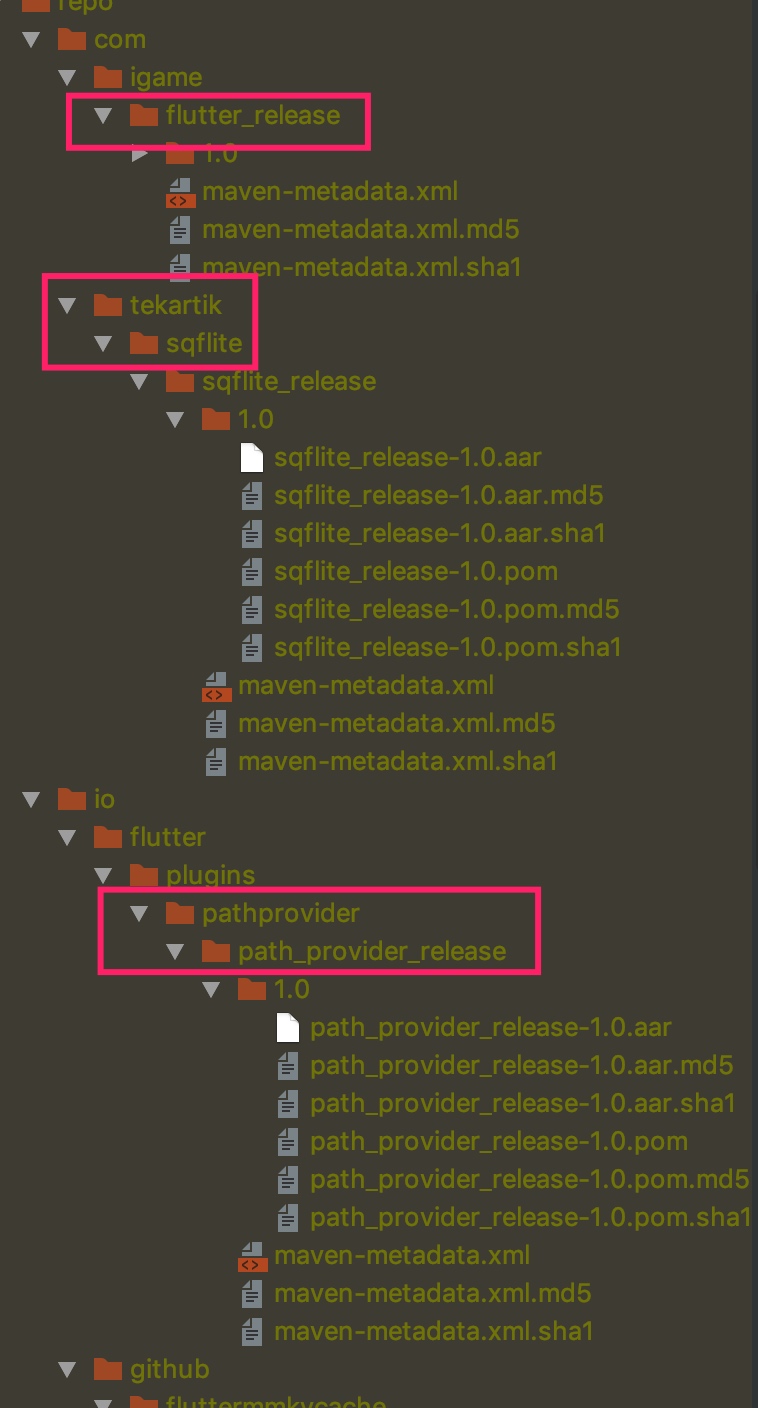 repo
com
igame
flutter_release
1.0
maven-metadata.xml
maven-metadata.xml.md5
maven-metadata.xml.sha1
tekartik
sqflite
sqflite_release
1.0
sqflite_release-1.0.aar
sqflite_release-1.0.aar.md5
sqflite_release-1.0.aar.sha1
sqflite_release-1.0.pom
sqflite_release-1.0.pom.md5
sqflite_release-1.0.pom.sha1
maven-metadata.xml
maven-metadata.xml.md5
maven-metadata.xml.sha1
io
flutter
plugins
pathprovider
path_provider_release
1.0
path_provider_release-1.0.aar
path_provider_release-1.0.aar.md5
path_provider_release-1.0.aar.sha1
path_provider_release-1.0.pom
path_provider_release-1.0.pom.md5
path_provider_release-1.0.pom.sha1
maven-metadata.xml
maven-metadata.xml.md5
maven-metadata.xml.sha1
github
fluttermmkvcache